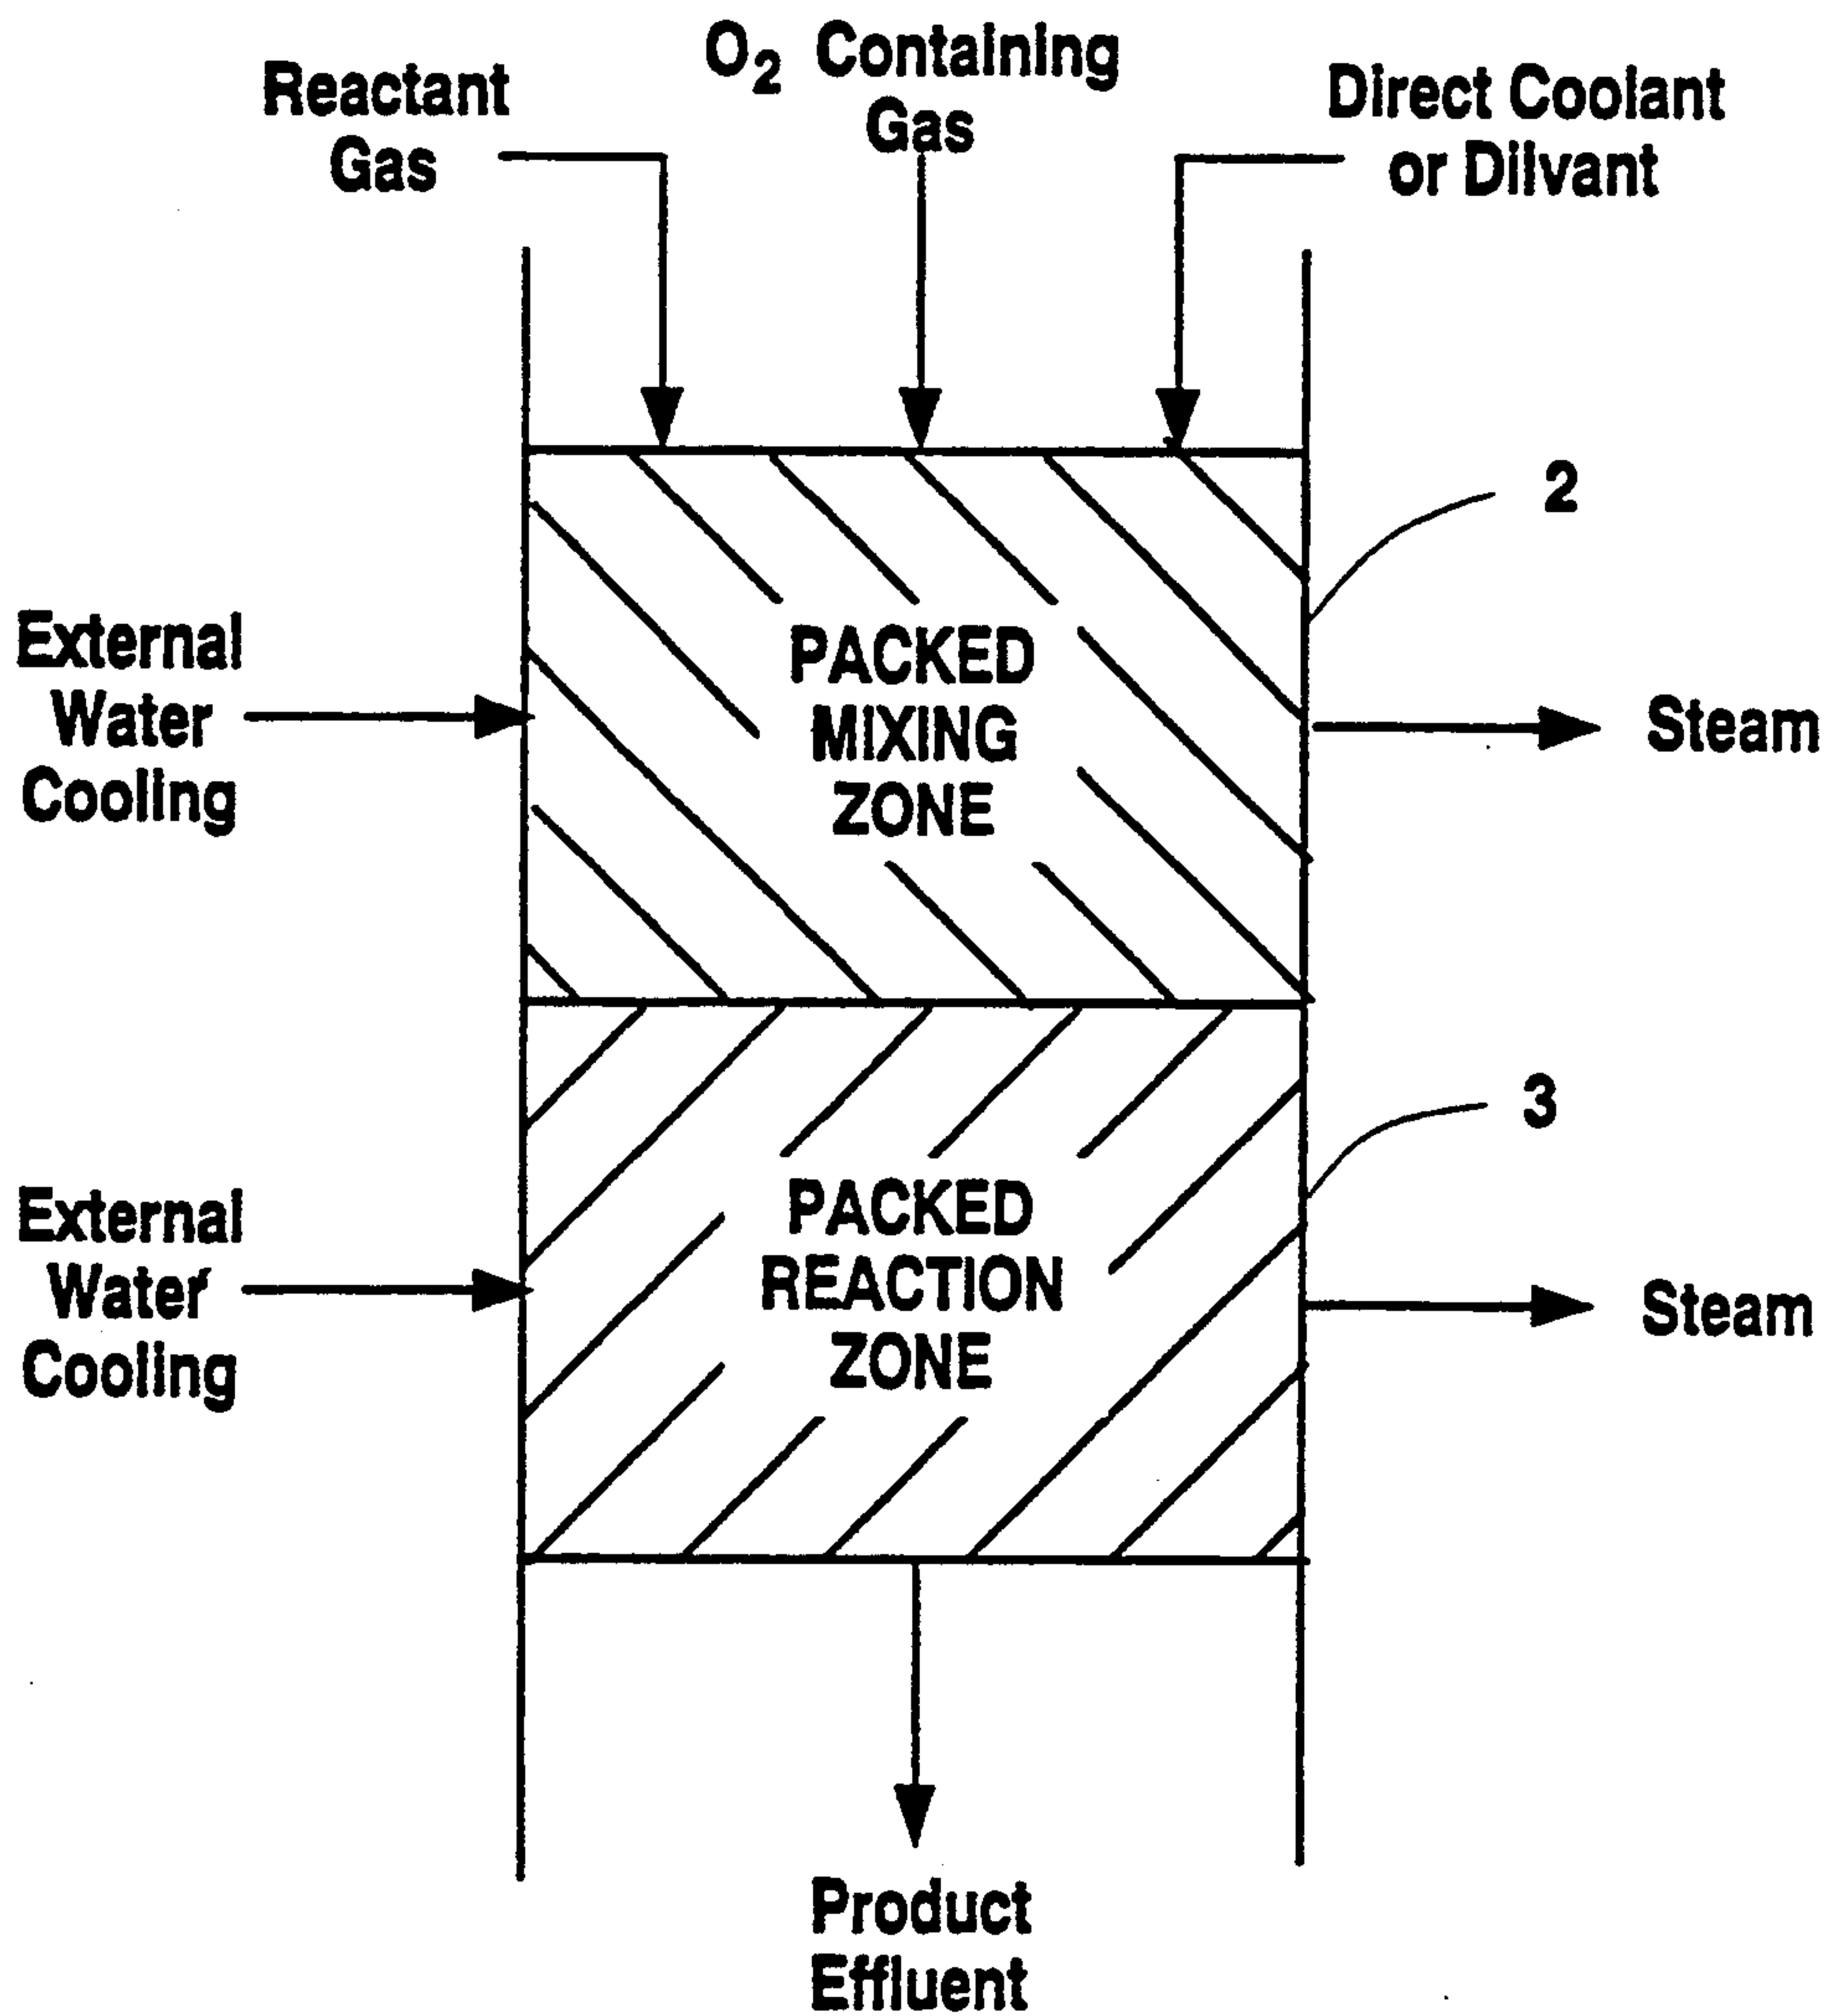 Reactant
Gas
O2 Containing
Gas
Direct Coolant
or Dilvant
2
External
Water
Cooling
PACKED
MIXING
ZONE
Steam
3
External
Water
Cooling
PACKED
REACTION
ZONE
Steam
Product
Effluent